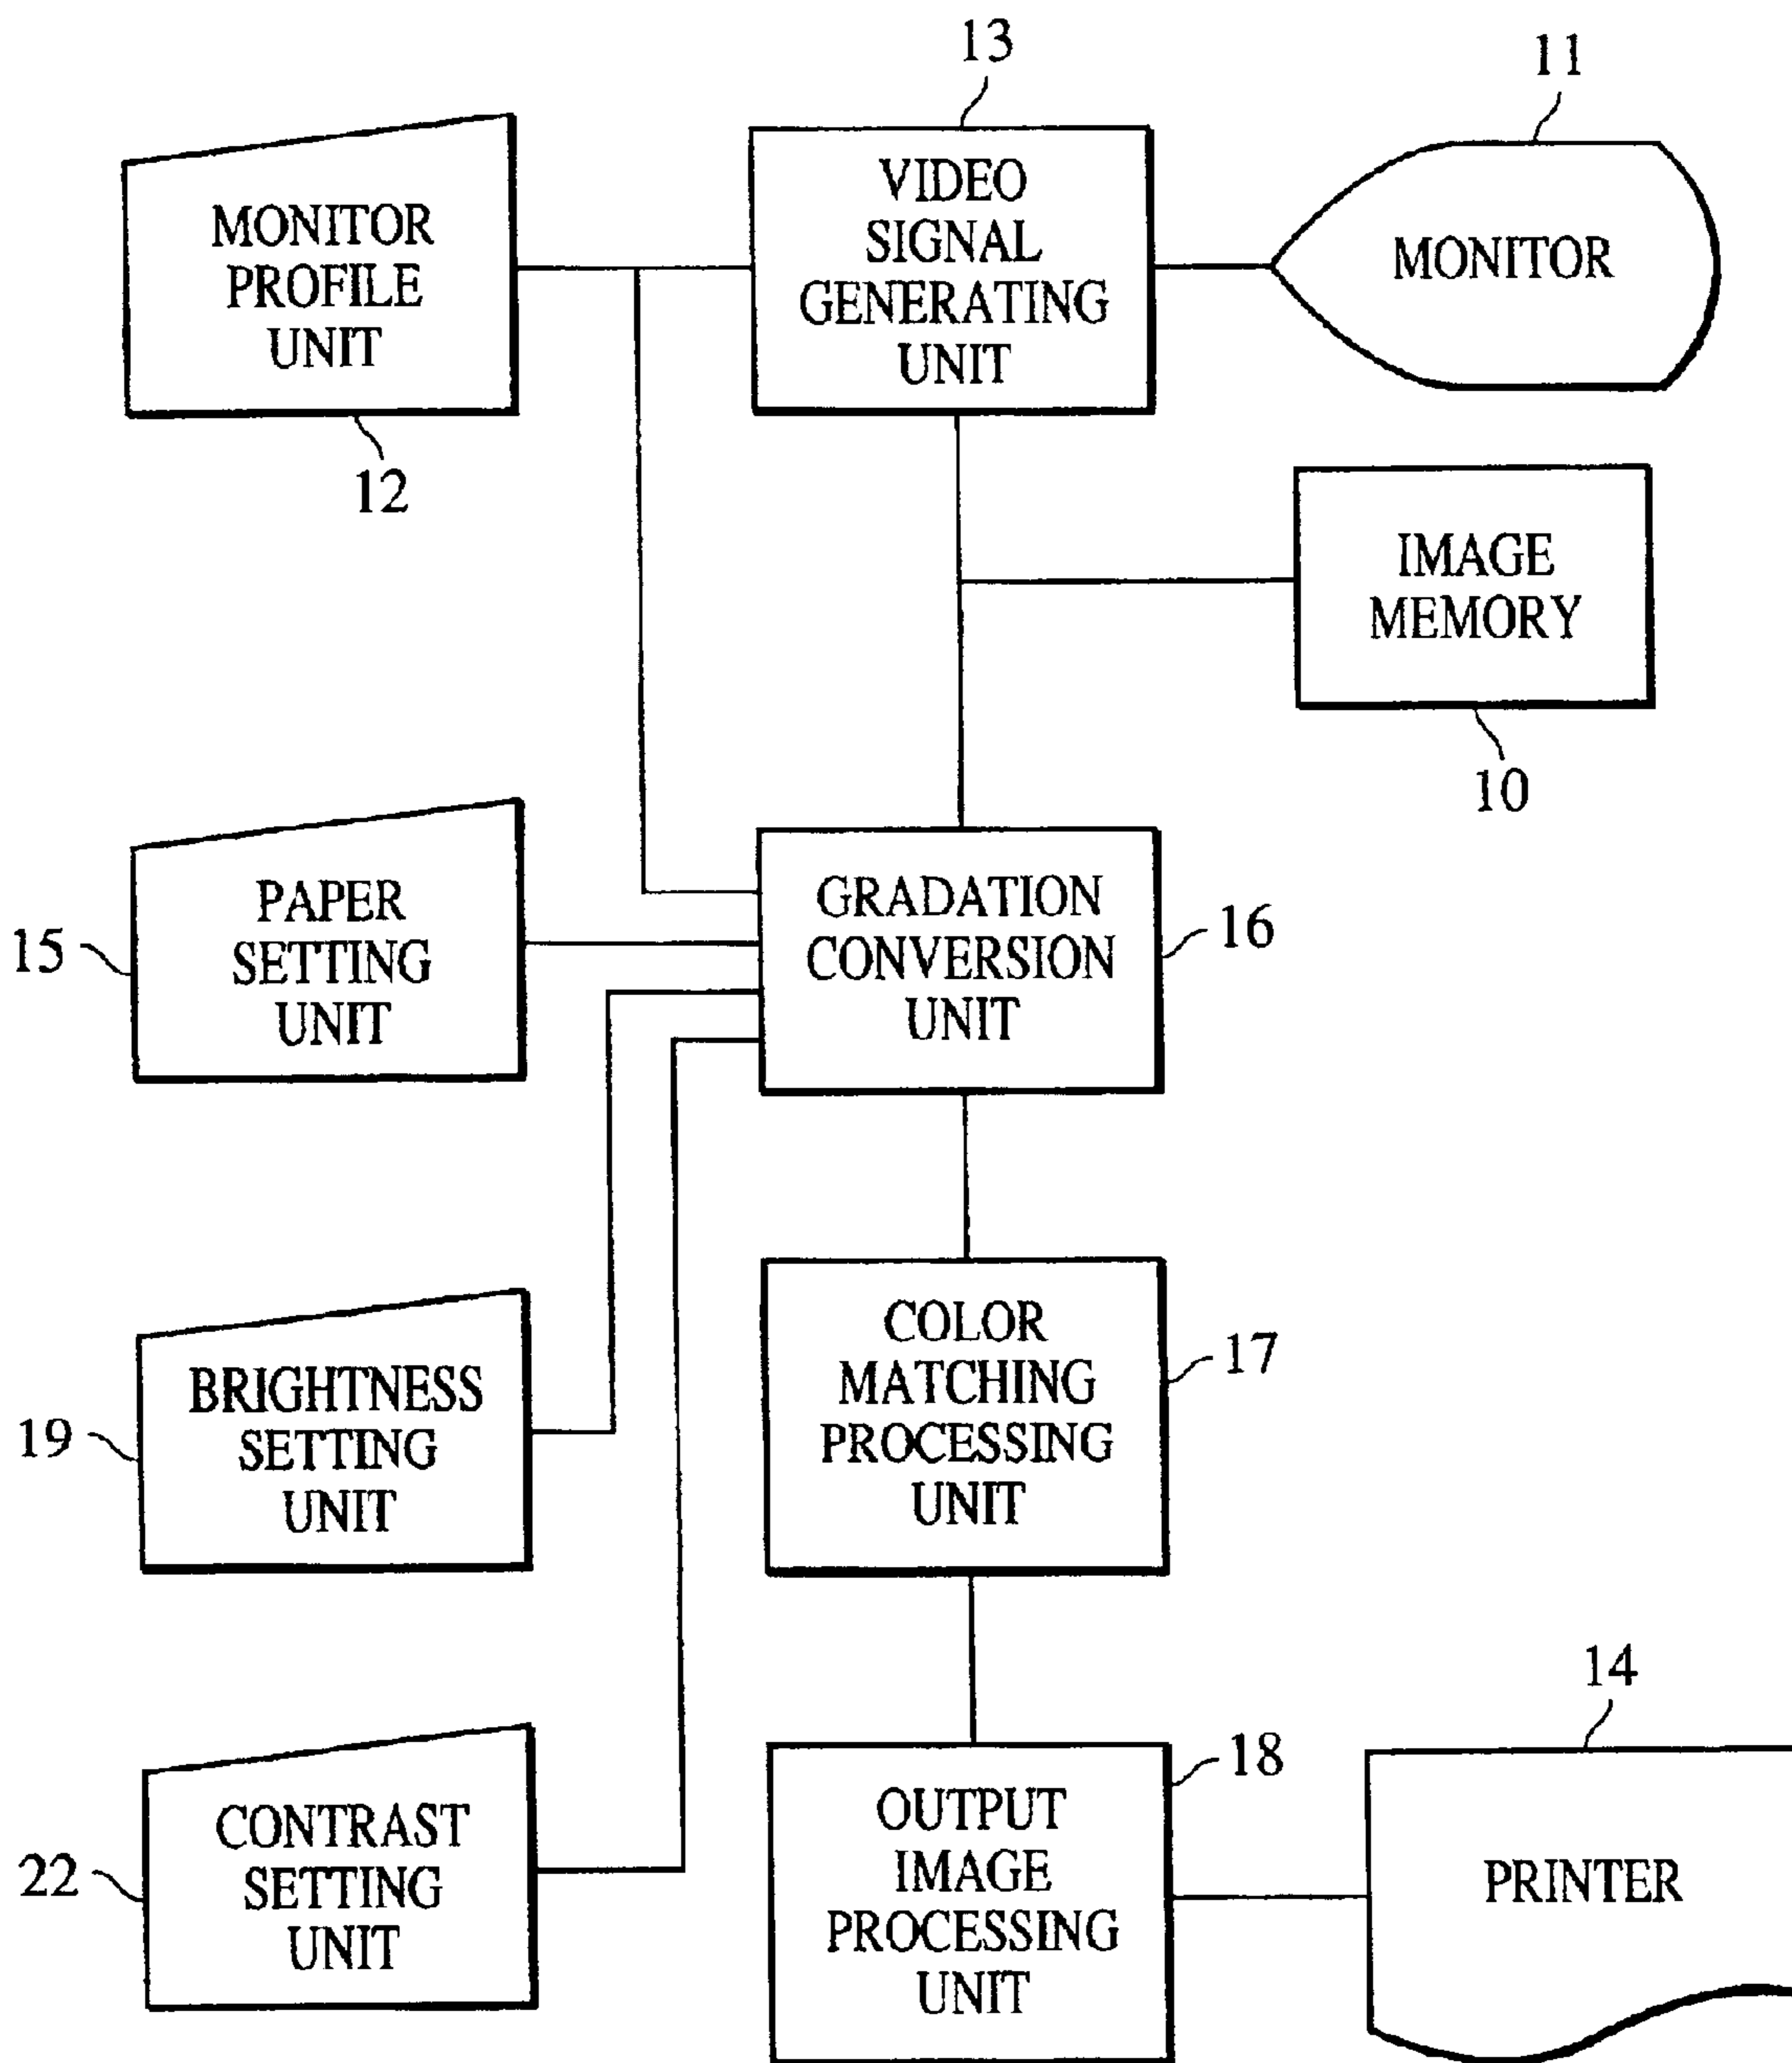 13
11
MONITOR
PROFILE
UNIT
12
VIDEO
SIGNAL
GENERATING
UNIT
MONITOR
IMAGE
MEMORY
10
15
PAPER
SETTING
UNIT
GRADATION
CONVERSION
UNIT
16
19
BRIGHTNESS
SETTING
UNIT
COLOR
MATCHING
PROCESSING
UNIT
17
22
CONTRAST
SETTING
UNIT
OUTPUT
IMAGE
PROCESSING
UNIT
18
14
PRINTER